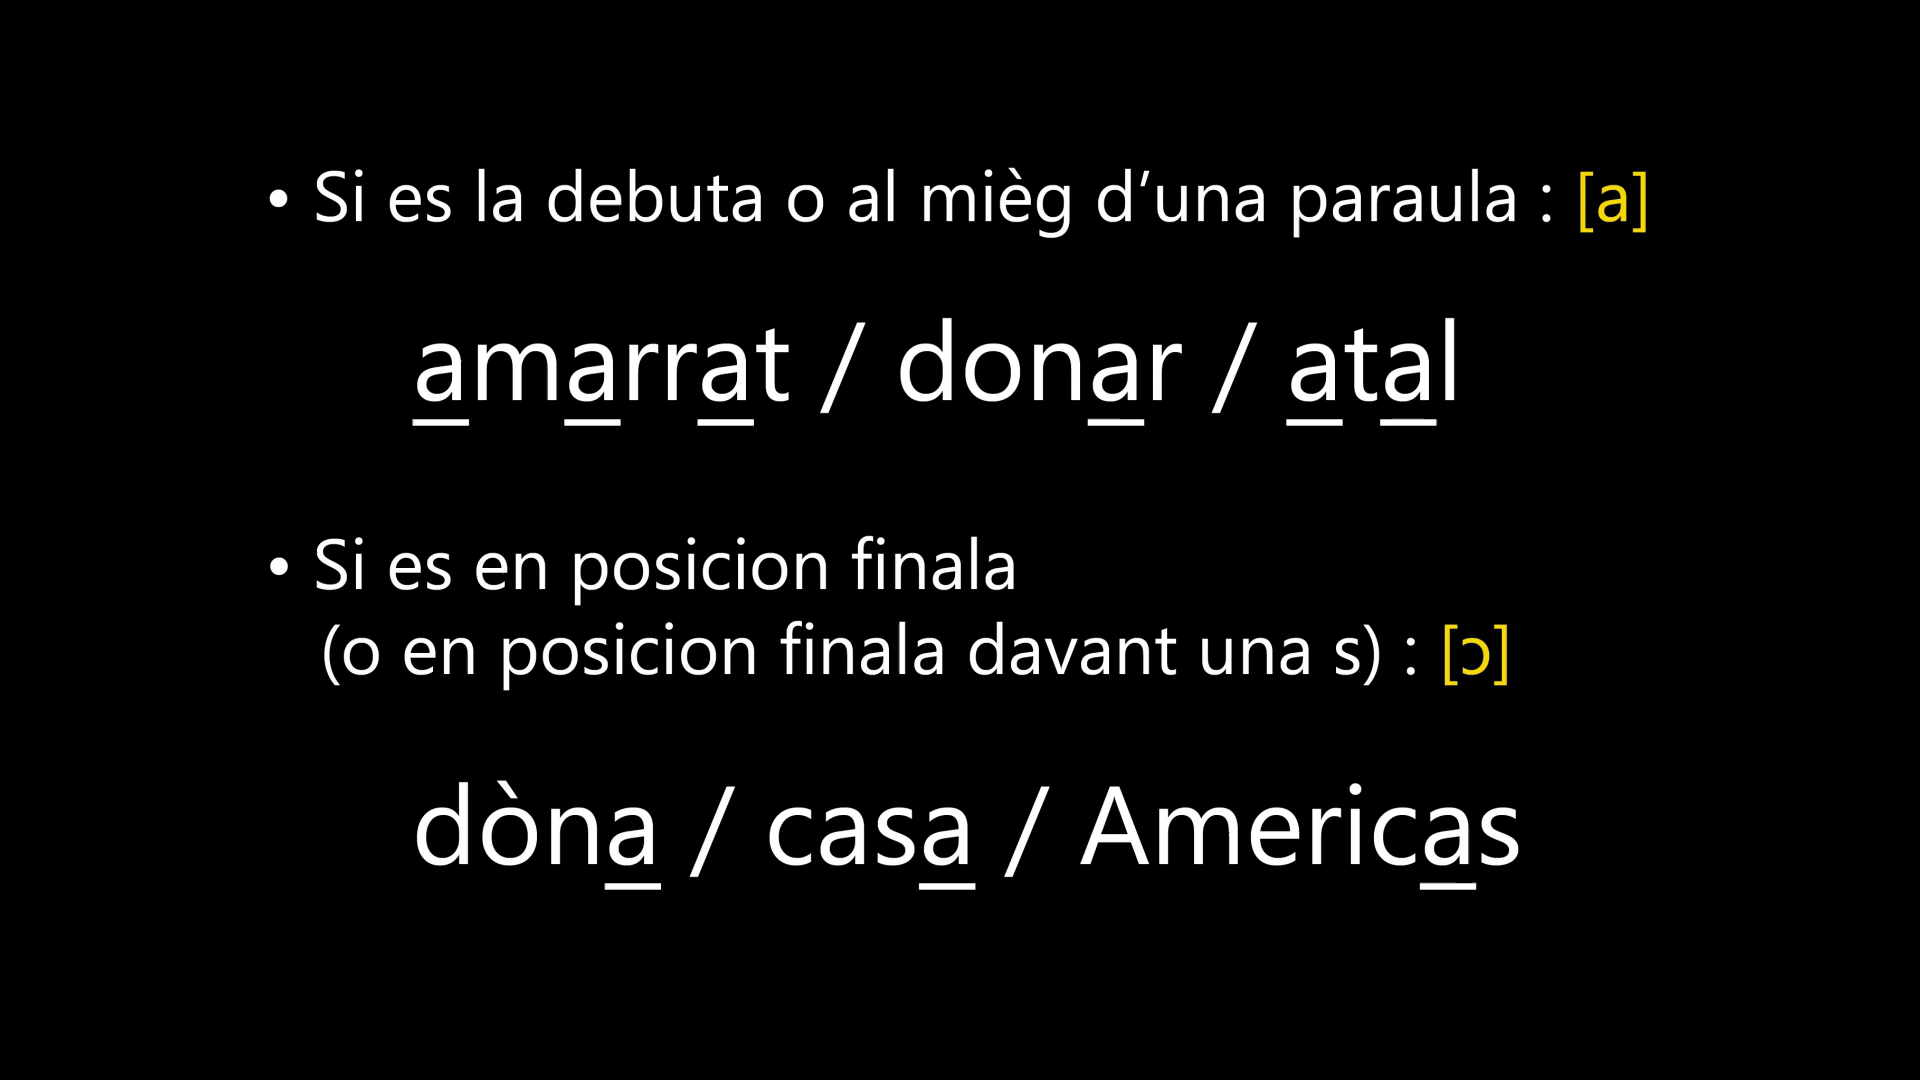 • Si es la debuta o al mièg d’una paraula : [a]
amarrat / donar / atal
• Si es en posicion finala
(o en posicion finala davant una s) : [ɔ]
dòna / casa / Americas